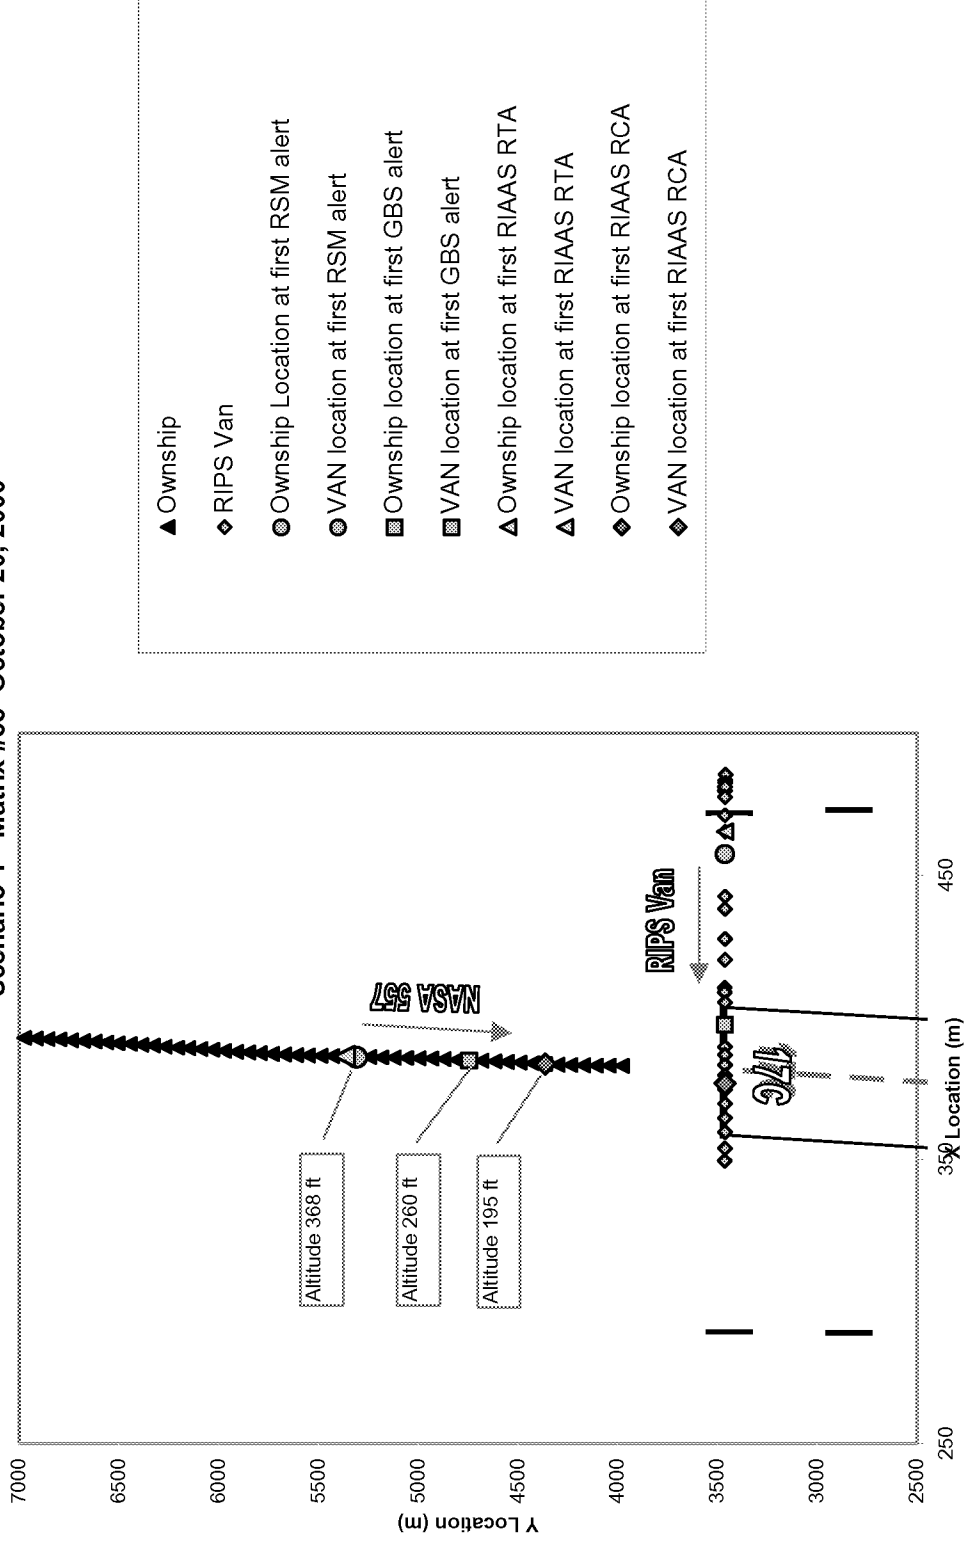 Scenario Matrix October 2000
7000
6500
6000
5500
5000
4500
4000
3500
3000
2500
Y Location (m)
250
350
450
X Location (m)
NASA 557
RIPS Van
17C
Altitude 368 ft
Altitude 260 ft
Altitude 195 ft
Ownship
RIPS Van
Ownship Location at first RSM alert
VAN location at first RSM alert
Ownship location at first GBS alert
VAN location at first GBS alert
Ownship location at first RIAAS RTA
VAN location at first RIAAS RTA
Ownship location at first RIAAS RCA
VAN location at first RIAAS RCA